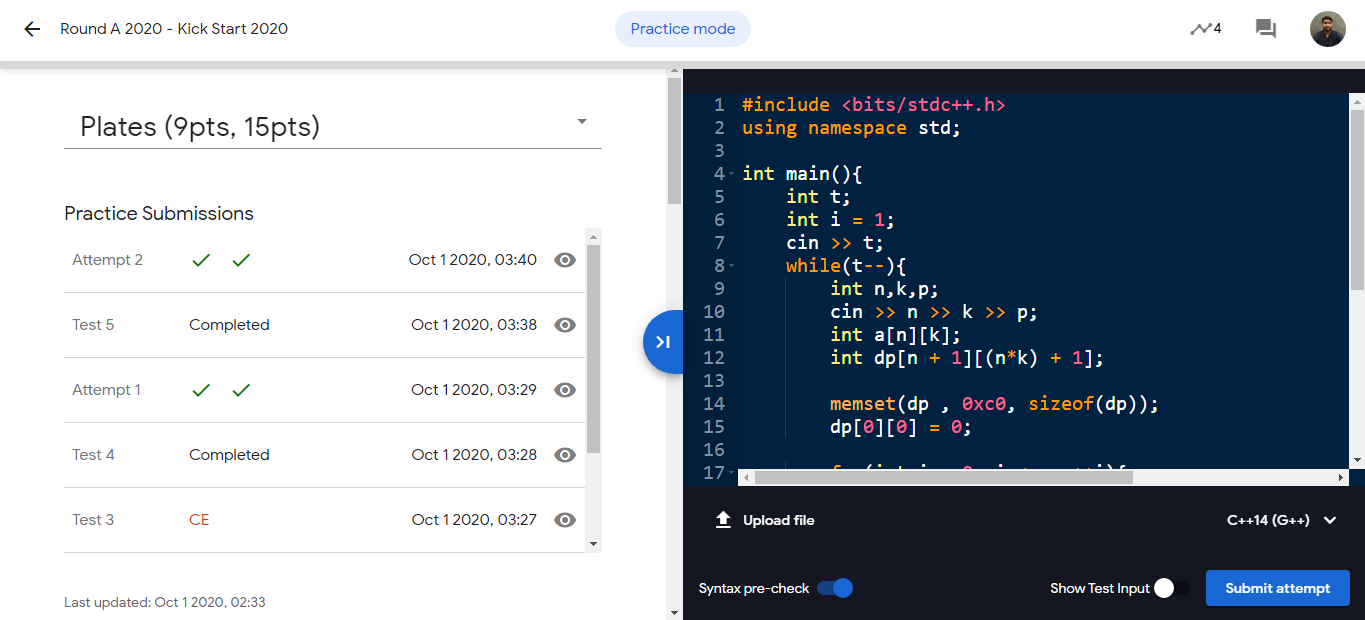 Round A 2020 - Kick Start 2020
Practice mode
4
Plates (9pts, 15pts)
Practice Submissions
Attempt 2 Oct 1 2020, 03:40
Test 5 Completed Oct 1 2020, 03:38
Attempt 1 Oct 1 2020, 03:29
Test 4 Completed Oct 1 2020, 03:28
Test 3 CE Oct 1 2020, 03:27
Last updated: Oct 1 2020, 02:33
1 #include <bits/stdc++.h>
2 using namespace std;
3
4 int main(){
5 int t;
6 int i = 1;
7 cin >> t;
8 while(t--){
9 int n,k,p;
10 cin >> n >> k >> p;
11 int a[n][k];
12 int dp[n + 1][(n*k) + 1];
13
14 memset(dp , 0xc0, sizeof(dp));
15 dp[0][0] = 0;
16
17
Upload file
C++14 (G++)
Syntax pre-check
Show Test Input
Submit attempt